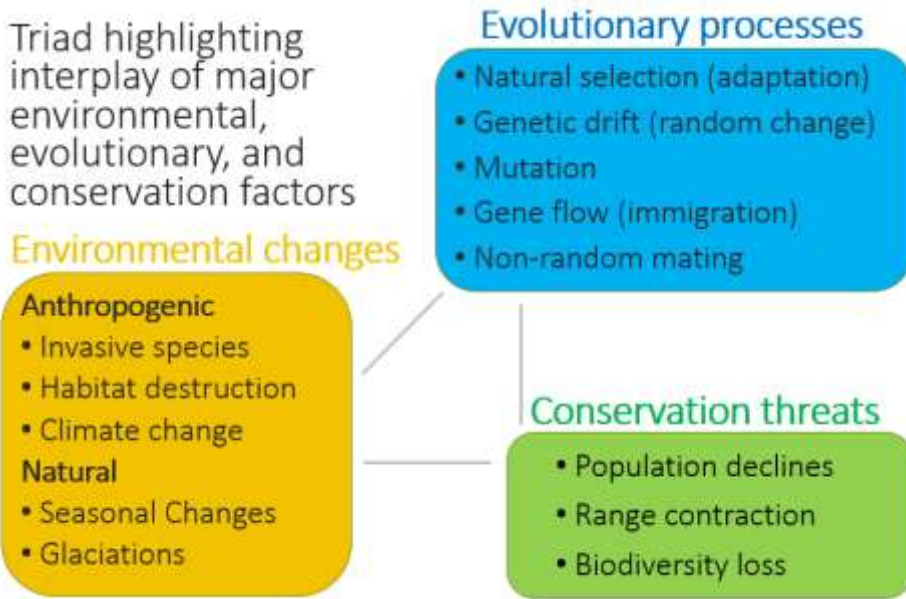 Triad highlighting
interplay of major
environmental,
evolutionary, and
conservation factors
Evolutionary processes
• Natural selection (adaptation)
• Genetic drift (random change)
• Mutation
• Gene flow (immigration)
• Non-random mating
Environmental changes
Anthropogenic
• Invasive species
• Habitat destruction
• Climate change
Natural
• Seasonal Changes
• Glaciations
Conservation threats
• Population declines
• Range contraction
• Biodiversity loss